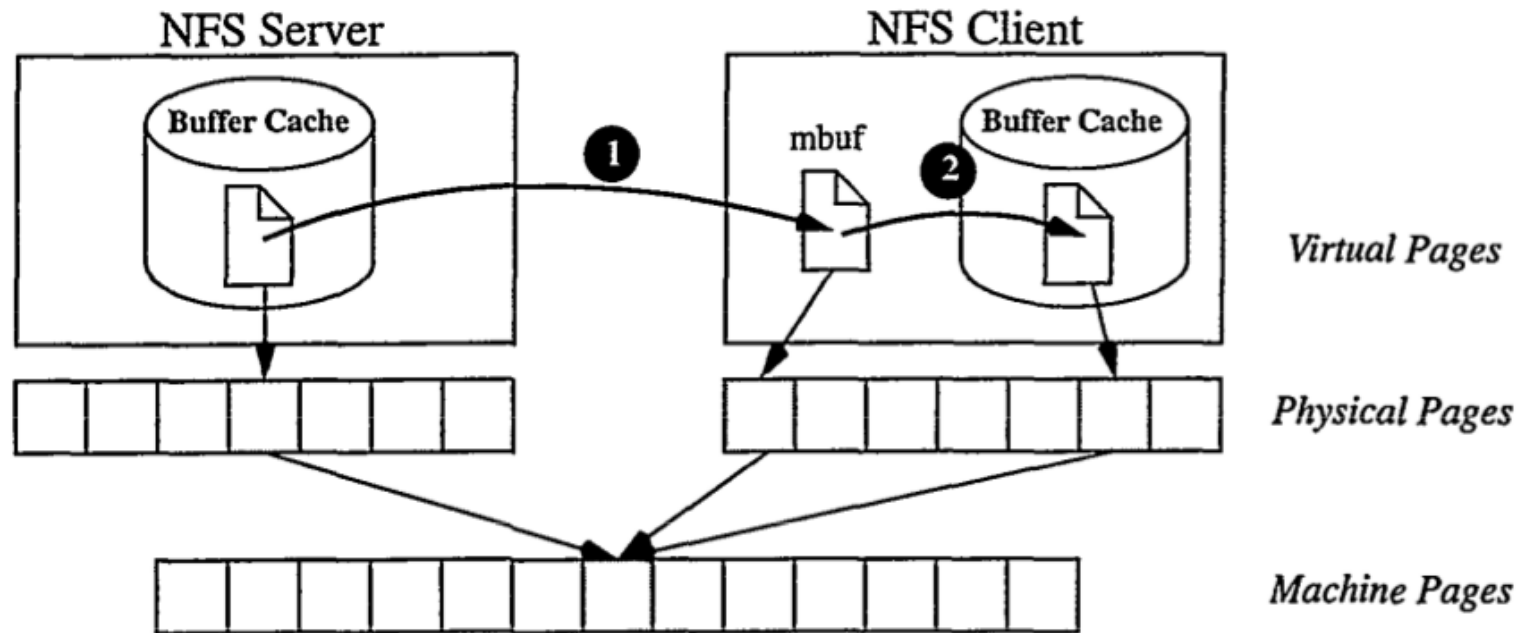 NFS Server
NFS Client
Buffer Cache
1
mbuf
2
Buffer Cache
Virtual Pages
Physical Pages
Machine Pages